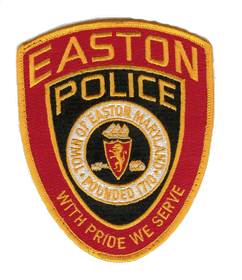 EASTON
POLICE
TOWN OF EASTON MARYLAND
FOUNDED 1710
WITH PRIDE WE SERVE